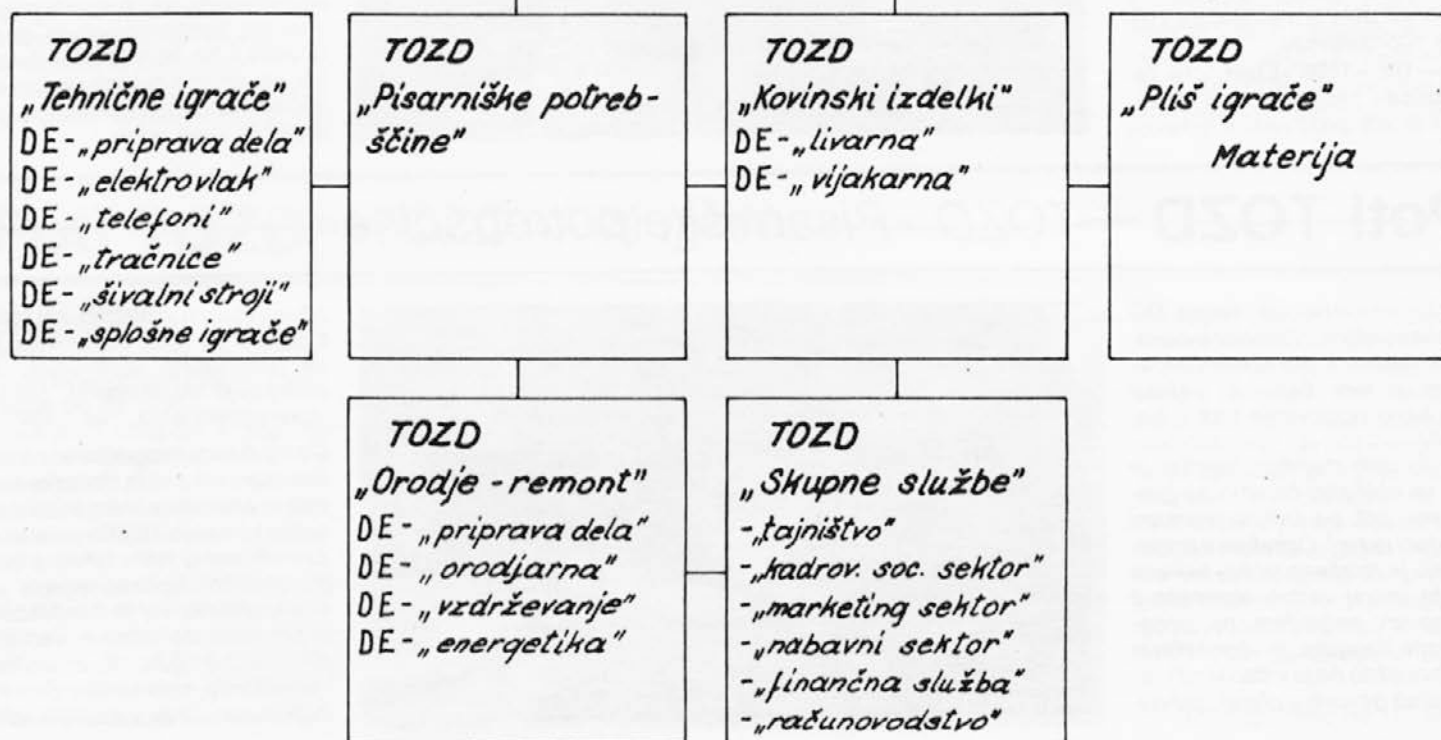 TOZD
„Tehnične igrače"
DE-„priprava dela"
DE-„elektrovlak"
DE-„telefoni"
DE-„tračnice"
DE-„šivalni stroji"
DE-„splošne igrače"
TOZD
„Pisarniške potreb-
ščine"
TOZD
„Kovinski izdelki"
DE-„livarna"
DE-„vijakarna"
TOZD
„Pliš igrače"
Materija
TOZD
„Orodje - remont"
DE-„priprava dela"
DE-„orodjarna"
DE-„vzdrževanje"
DE-„energetika"
TOZD
„Skupne službe"
-„tajništvo"
-„kadrov. soc. sektor"
-„marketing sektor"
-„nabavni sektor"
-„finančna služba"
-„računovodstvo"